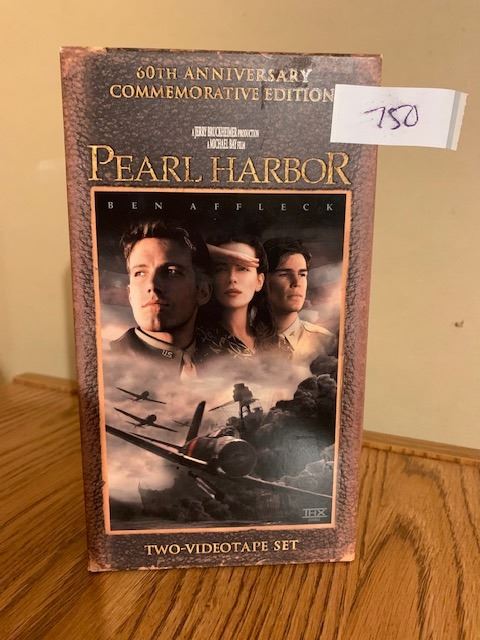 60TH ANNIVERSARY
COMMEMORATIVE EDITION
750
A JERRY BRUCKHEIMER PRODUCTION
A MICHAEL BAY FILM
PEARL HARBOR
BEN AFFLECK
U.S.
THX
TWO-VIDEOTAPE SET